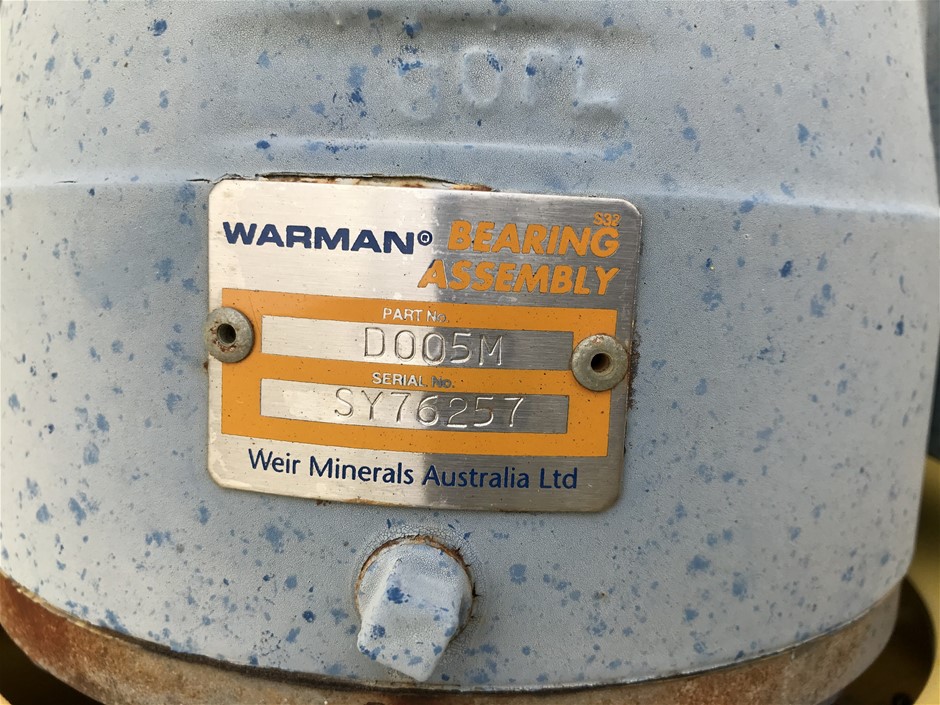 WARMAN® BEARING S32
ASSEMBLY
PART No.
D005M
SERIAL No.
SY76257
Weir Minerals Australia Ltd